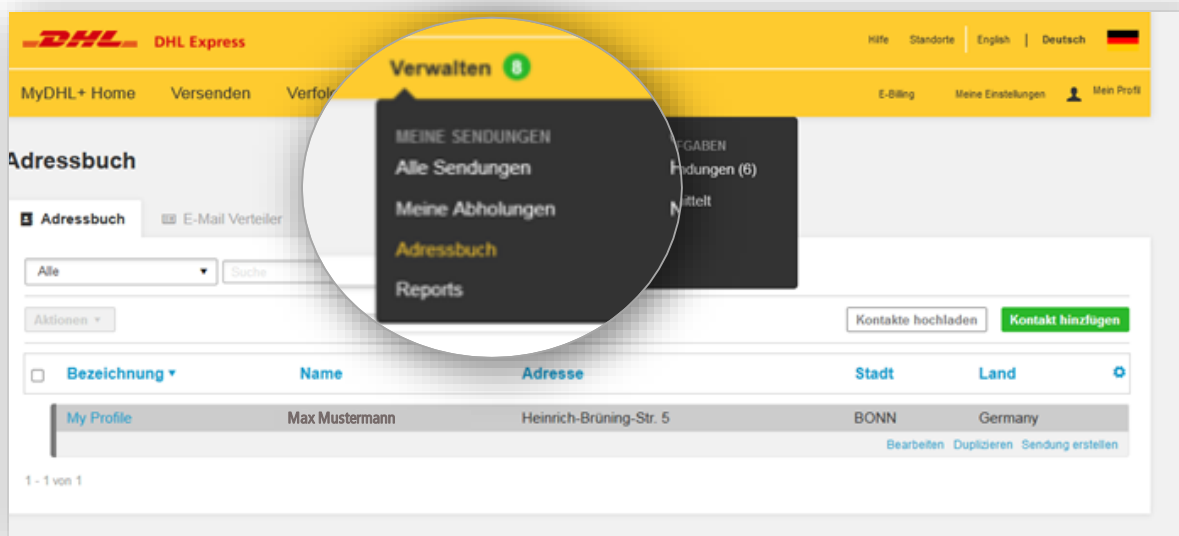 DHL DHL Express Hilfe Standorte English | Deutsch
MyDHL+ Home Versenden Verwalten 8 E-Billing Meine Einstellungen Mein Profil
MEINE SENDUNGEN
Alle Sendungen (6)
Meine Abholungen
Adressbuch
Reports
Adressbuch
Adressbuch E-Mail Verteiler
Alle Suche
Aktionen Kontakte hochladen Kontakt hinzufügen
Bezeichnung Name Adresse Stadt Land
My Profile Max Mustermann Heinrich-Brüning-Str. 5 BONN Germany
Bearbeiten Duplizieren Sendung erstellen
1 - 1 von 1